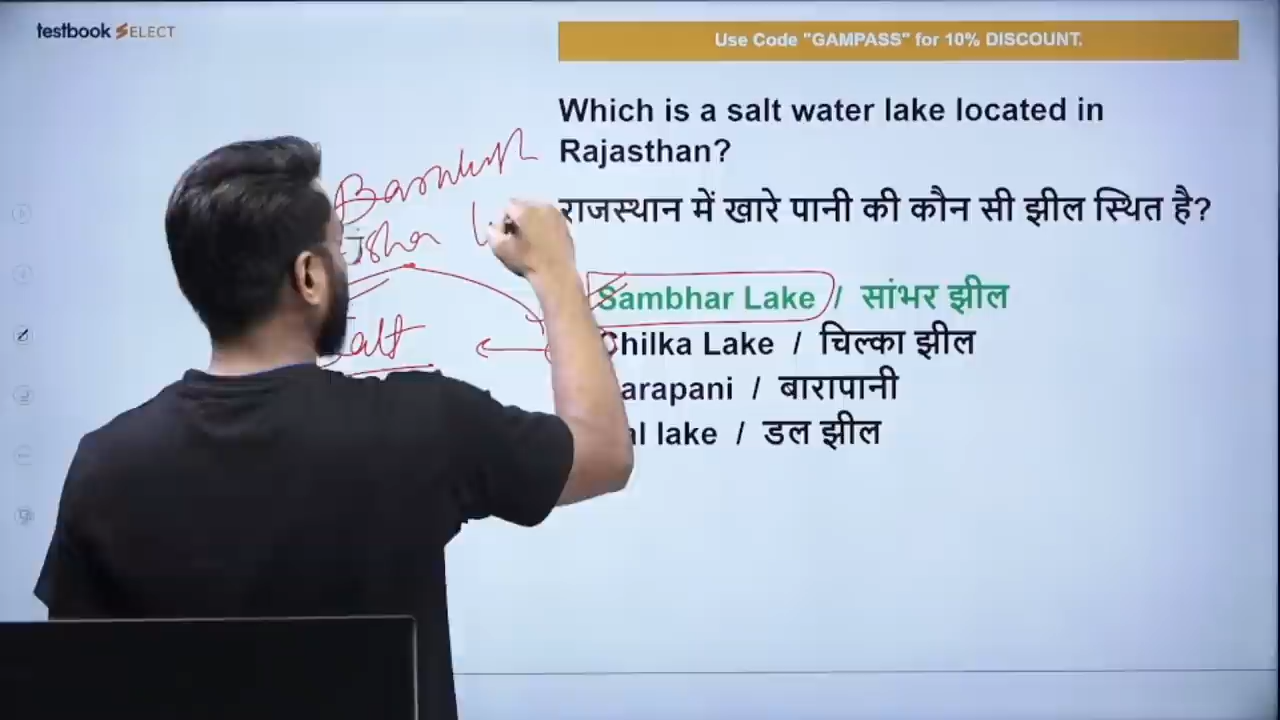 testbook SELECT
Use Code "GAMPASS" for 10% DISCOUNT.
Which is a salt water lake located in
Rajasthan?
राजस्थान में खारे पानी की कौन सी झील स्थित है?
Sambhar Lake / सांभर झील
Chilka Lake / चिल्का झील
arapani / बारापानी
al lake / डल झील
Salt